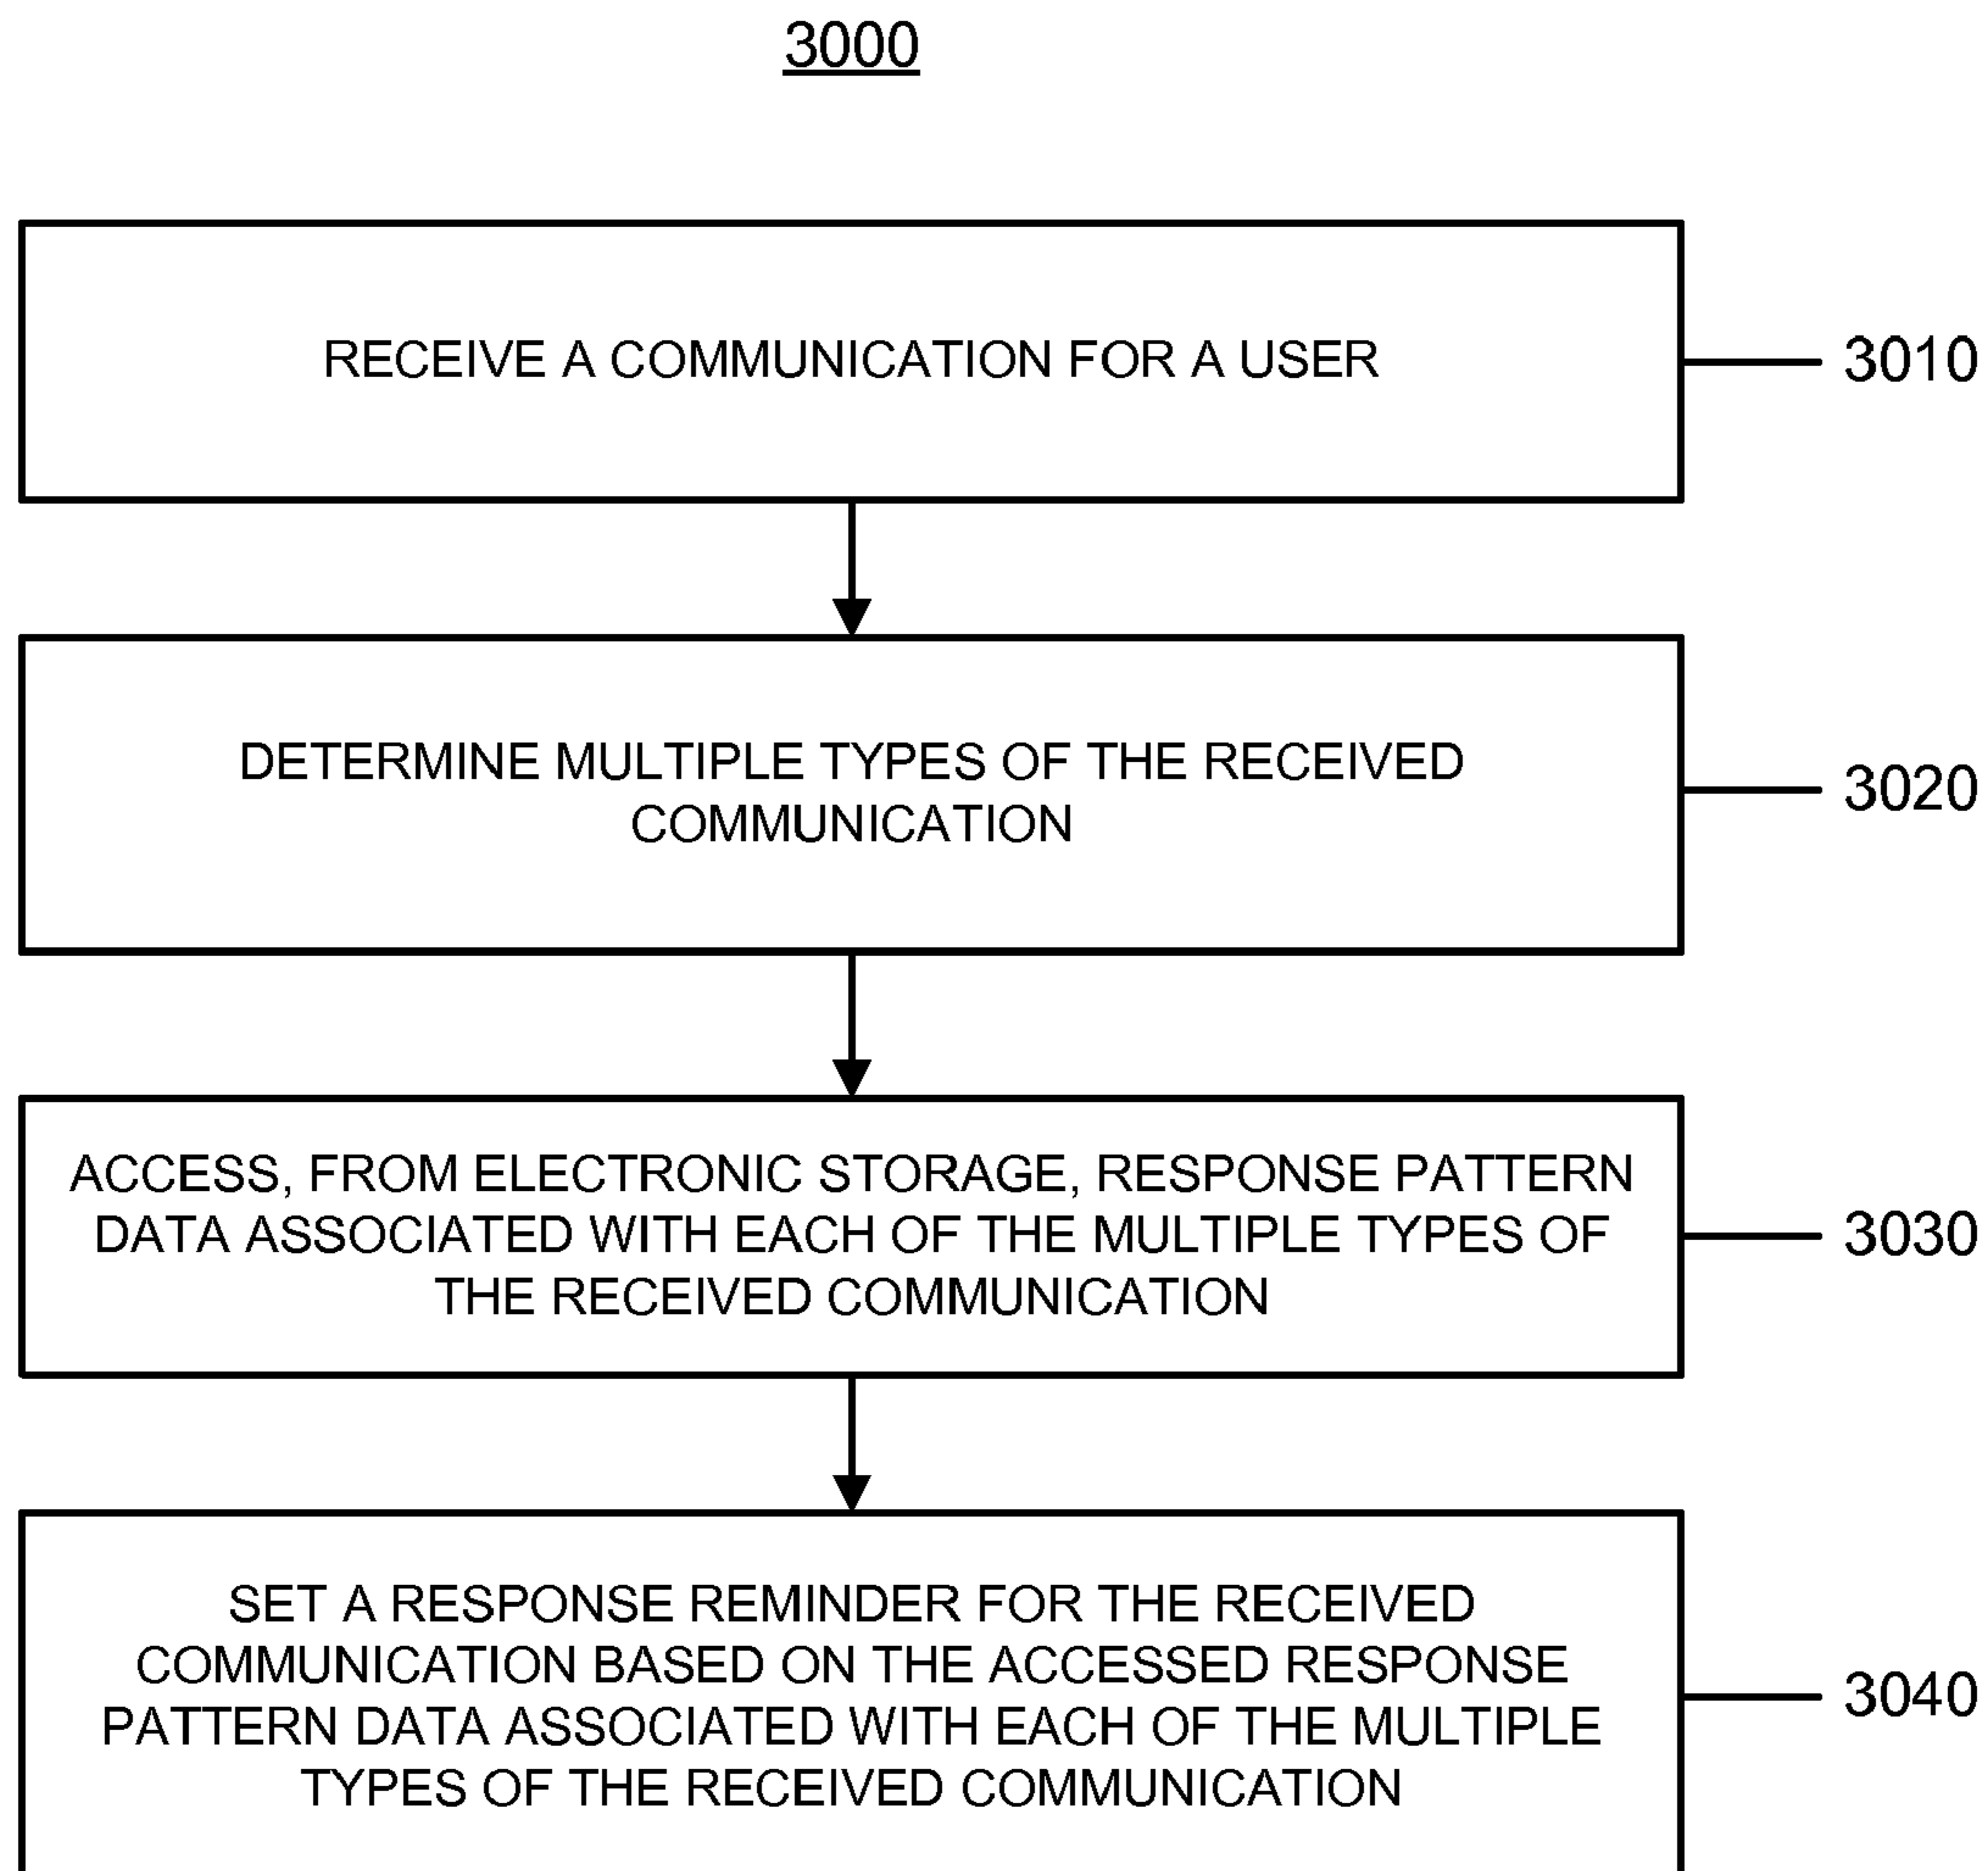 3000
RECEIVE A COMMUNICATION FOR A USER
3010
DETERMINE MULTIPLE TYPES OF THE RECEIVED
COMMUNICATION
3020
ACCESS, FROM ELECTRONIC STORAGE, RESPONSE PATTERN
DATA ASSOCIATED WITH EACH OF THE MULTIPLE TYPES OF
THE RECEIVED COMMUNICATION
3030
SET A RESPONSE REMINDER FOR THE RECEIVED
COMMUNICATION BASED ON THE ACCESSED RESPONSE
PATTERN DATA ASSOCIATED WITH EACH OF THE MULTIPLE
TYPES OF THE RECEIVED COMMUNICATION
3040